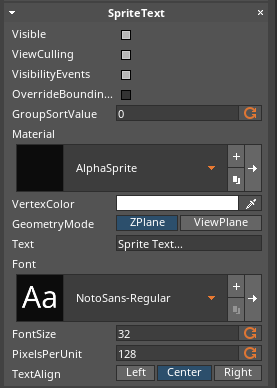 SpriteText
Visible
ViewCulling
VisibilityEvents
OverrideBoundin...
GroupSortValue 0
Material
AlphaSprite
VertexColor
GeometryMode ZPlane ViewPlane
Text Sprite Text...
Font
Aa NotoSans-Regular
FontSize 32
PixelsPerUnit 128
TextAlign Left Center Right